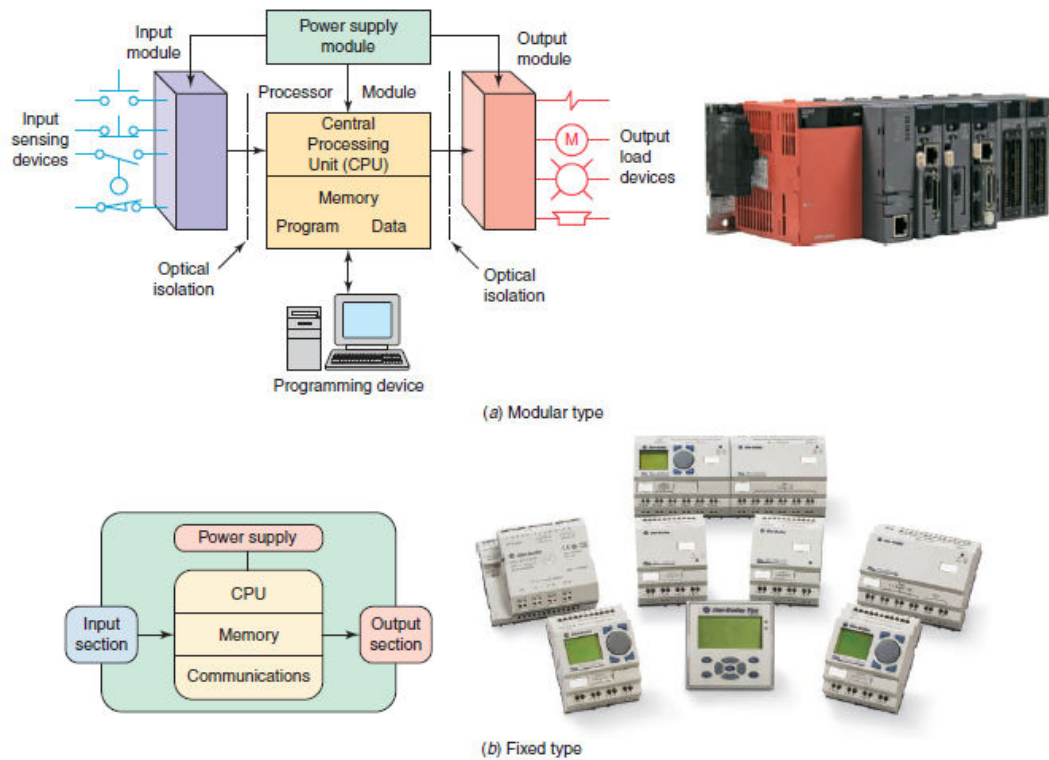 Power supply
module
Input
module
Output
module
Processor
Module
Input
sensing
devices
Central
Processing
Unit (CPU)
Memory
Program
Data
M
Output
load
devices
Optical
isolation
Optical
isolation
Programming device
(a) Modular type
Power supply
CPU
Input
section
Memory
Output
section
Communications
Allen-Bradley
(b) Fixed type